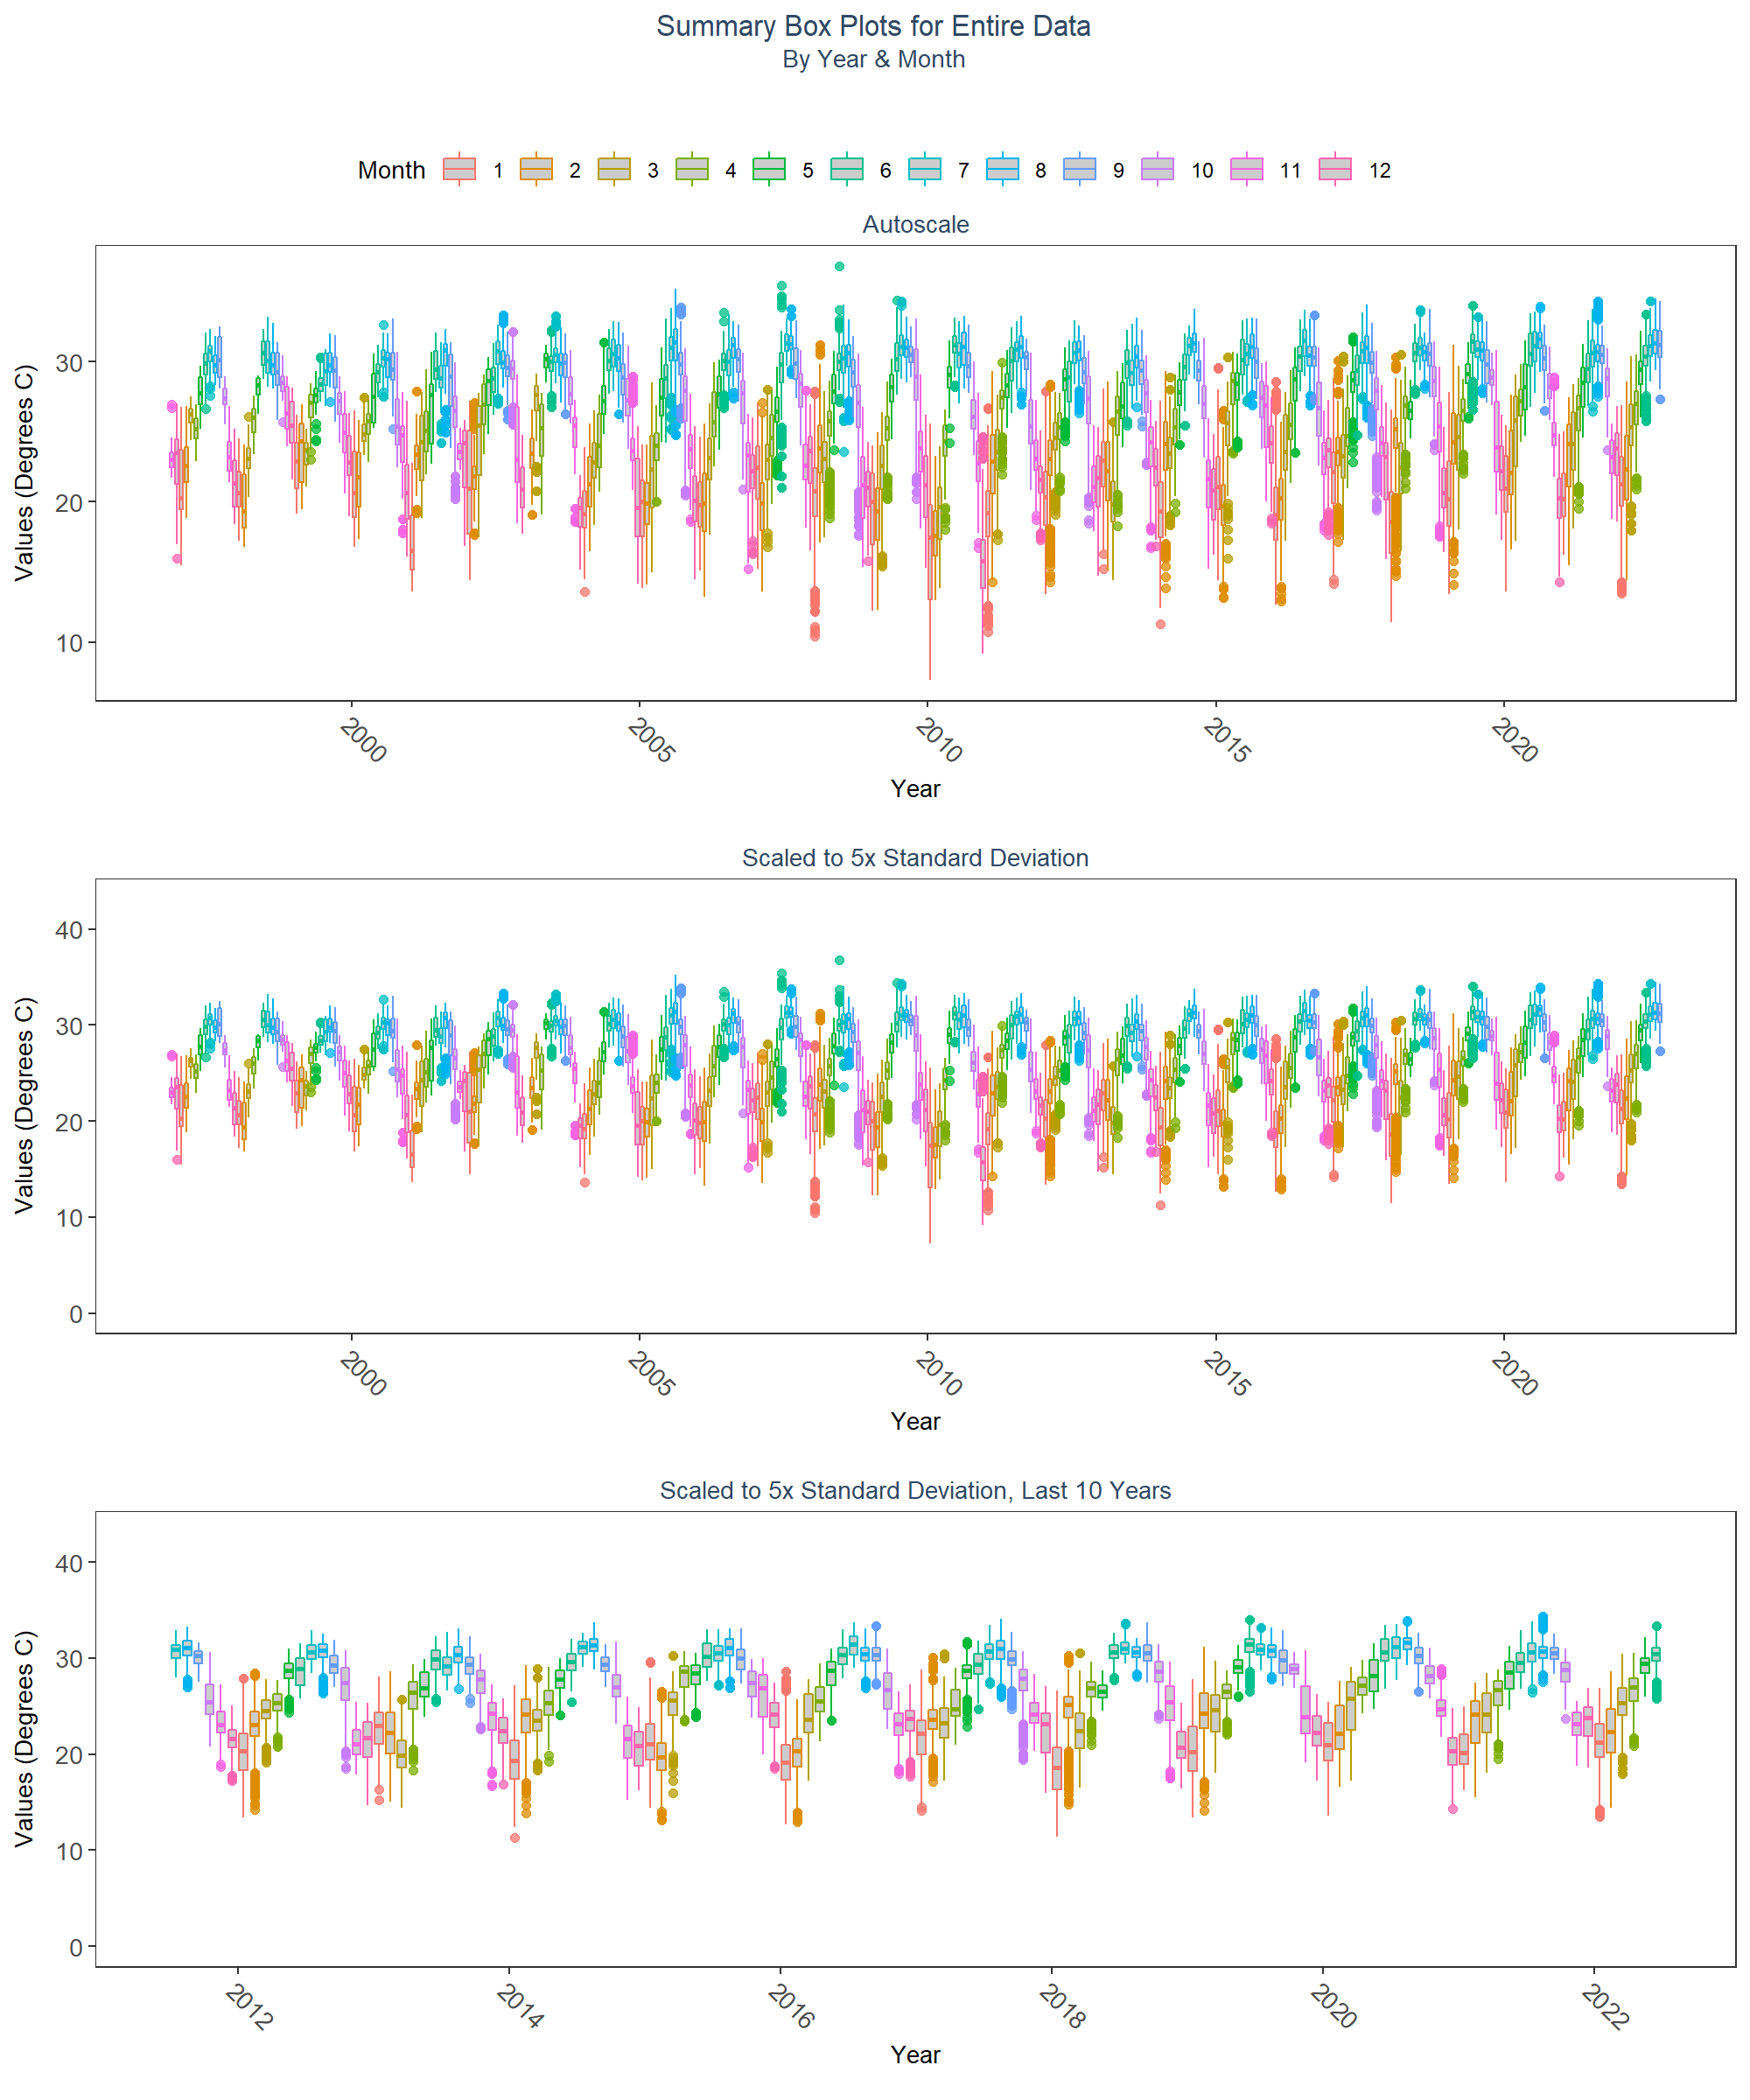 Summary Box Plots for Entire Data
By Year & Month
Month 1 2 3 4 5 6 7 8 9 10 11 12
Autoscale
Values (Degrees C)
30
20
10
2000 2005 2010 2015 2020
Year
Scaled to 5x Standard Deviation
Values (Degrees C)
40
30
20
10
0
2000 2005 2010 2015 2020
Year
Scaled to 5x Standard Deviation, Last 10 Years
Values (Degrees C)
40
30
20
10
0
2012 2014 2016 2018 2020 2022
Year